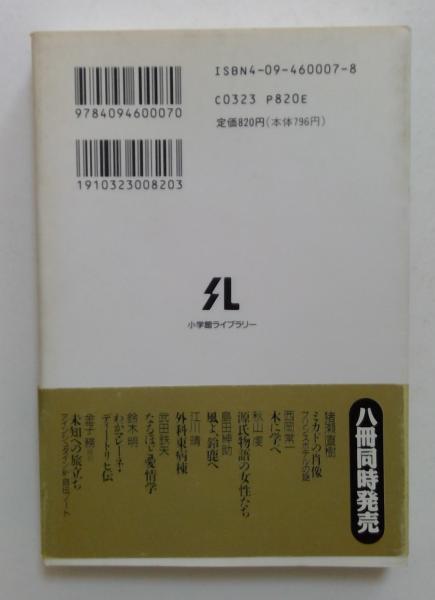 ISBN4-09-460007-8
9784094600070
C0323 P820E
定価820円(本体796円)
1910323008203
SL
小学館ライブラリー
八冊同時発売
猪瀬直樹
ミカドの肖像
プリンスホテルの謎
西岡常一
木に学べ
秋山虔
源氏物語の女性たち
島田紳助
風よ、鈴鹿へ
江川晴
外科東病棟
武田鉄矢
なるほど愛情学
鈴木明
わがマレーネ・
ディートリヒ伝
金子務
未知への旅立ち
アインシュタイン新自伝ノート